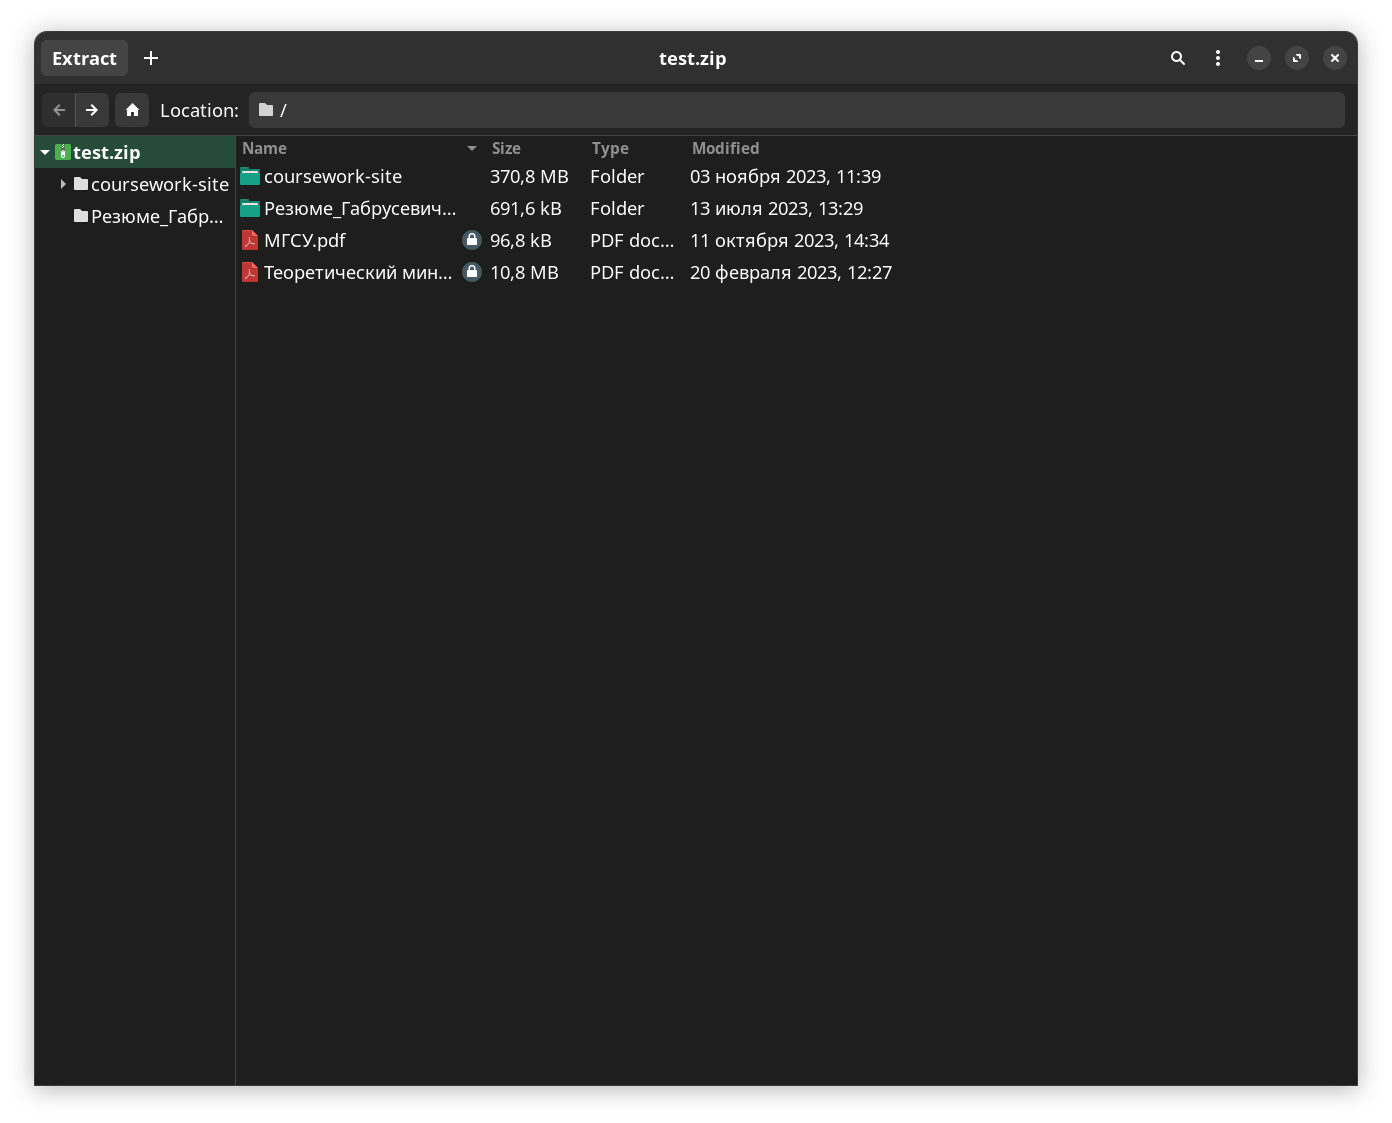 Extract
test.zip
Location: /
test.zip
coursework-site
Резюме_Габр...
Name Size Type Modified
coursework-site 370,8 MB Folder 03 ноября 2023, 11:39
Резюме_Габрусевич... 691,6 kB Folder 13 июля 2023, 13:29
МГСУ.pdf 96,8 kB PDF doc... 11 октября 2023, 14:34
Теоретический мин... 10,8 MB PDF doc... 20 февраля 2023, 12:27